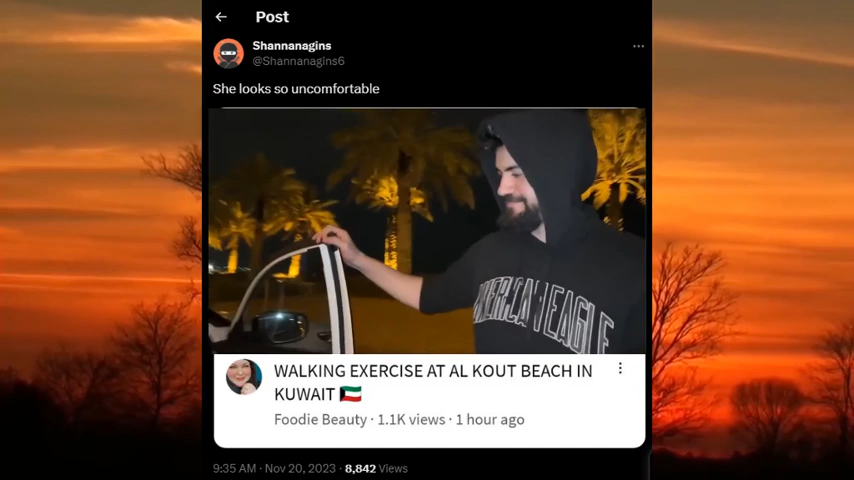 Post
Shannanagins
@Shannanagins6
She looks so uncomfortable
AMERICAN EAGLE
WALKING EXERCISE AT AL KOUT BEACH IN
KUWAIT 🇰🇼
Foodie Beauty · 1.1K views · 1 hour ago
9:35 AM · Nov 20, 2023 · 8,842 Views